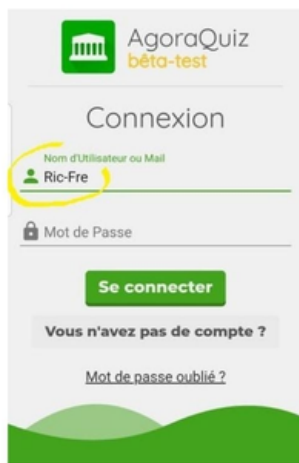 AgoraQuiz
bêta-test
Connexion
Nom d'Utilisateur ou Mail
Ric-Fre
Mot de Passe
Se connecter
Vous n'avez pas de compte ?
Mot de passe oublié ?